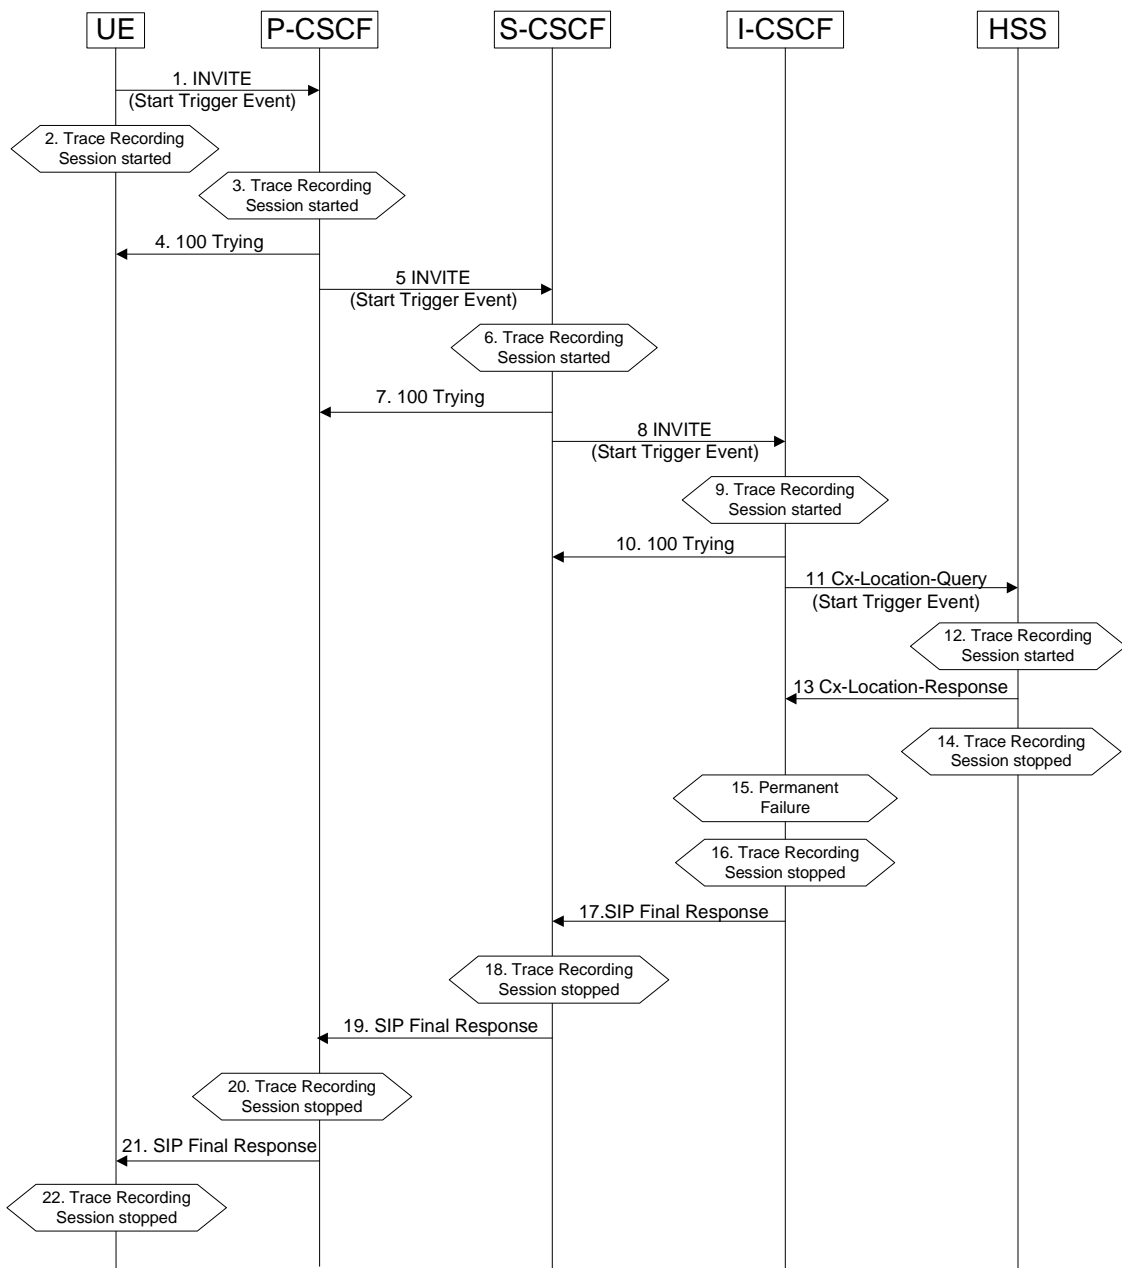 UE
P-CSCF
S-CSCF
I-CSCF
HSS
1. INVITE
(Start Trigger Event)
2. Trace Recording
Session started
3. Trace Recording
Session started
4. 100 Trying
5 INVITE
(Start Trigger Event)
6. Trace Recording
Session started
7. 100 Trying
8 INVITE
(Start Trigger Event)
9. Trace Recording
Session started
10. 100 Trying
11 Cx-Location-Query
(Start Trigger Event)
12. Trace Recording
Session started
13 Cx-Location-Response
14. Trace Recording
Session stopped
15. Permanent
Failure
16. Trace Recording
Session stopped
17.SIP Final Response
18. Trace Recording
Session stopped
19. SIP Final Response
20. Trace Recording
Session stopped
21. SIP Final Response
22. Trace Recording
Session stopped